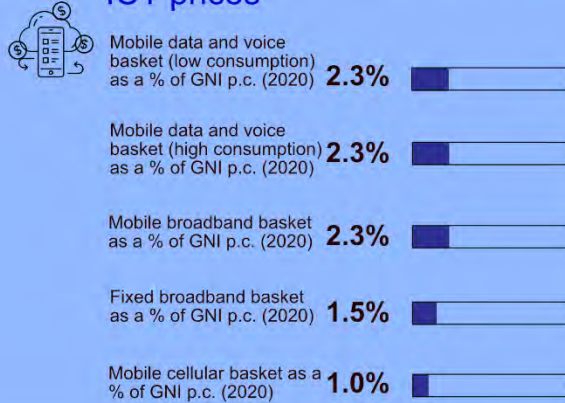 ICT prices
Mobile data and voice
basket (low consumption)
as a % of GNI p.c. (2020) 2.3%
Mobile data and voice
basket (high consumption) 2.3%
as a % of GNI p.c. (2020)
Mobile broadband basket
as a % of GNI p.c. (2020) 2.3%
Fixed broadband basket
as a % of GNI p.c. (2020) 1.5%
Mobile cellular basket as a 1.0%
% of GNI p.c. (2020)